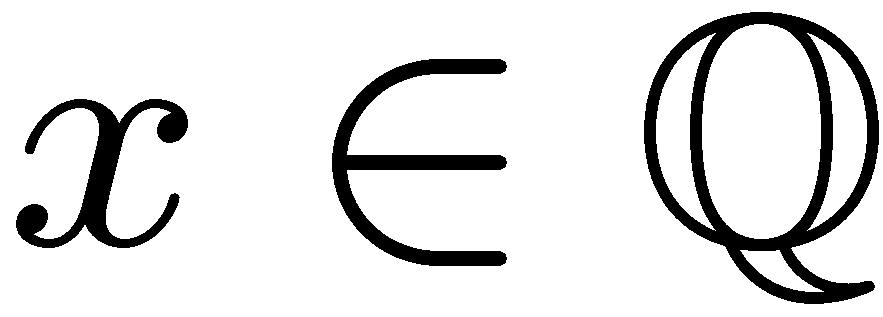 x ∈ ℚ